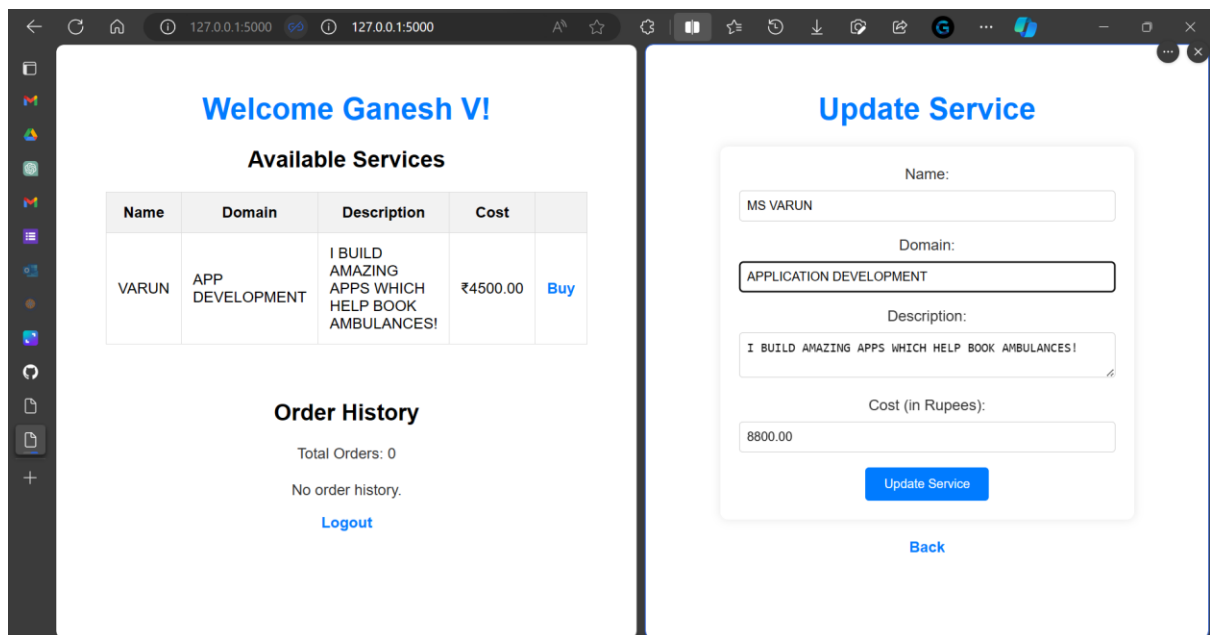 127.0.0.1:5000
127.0.0.1:5000
Welcome Ganesh V!
Available Services
Name Domain Description Cost
VARUN
APP
DEVELOPMENT
I BUILD
AMAZING
APPS WHICH
HELP BOOK
AMBULANCES!
₹4500.00
Buy
Order History
Total Orders: 0
No order history.
Logout
Update Service
Name:
MS VARUN
Domain:
APPLICATION DEVELOPMENT
Description:
I BUILD AMAZING APPS WHICH HELP BOOK AMBULANCES!
Cost (in Rupees):
8800.00
Update Service
Back